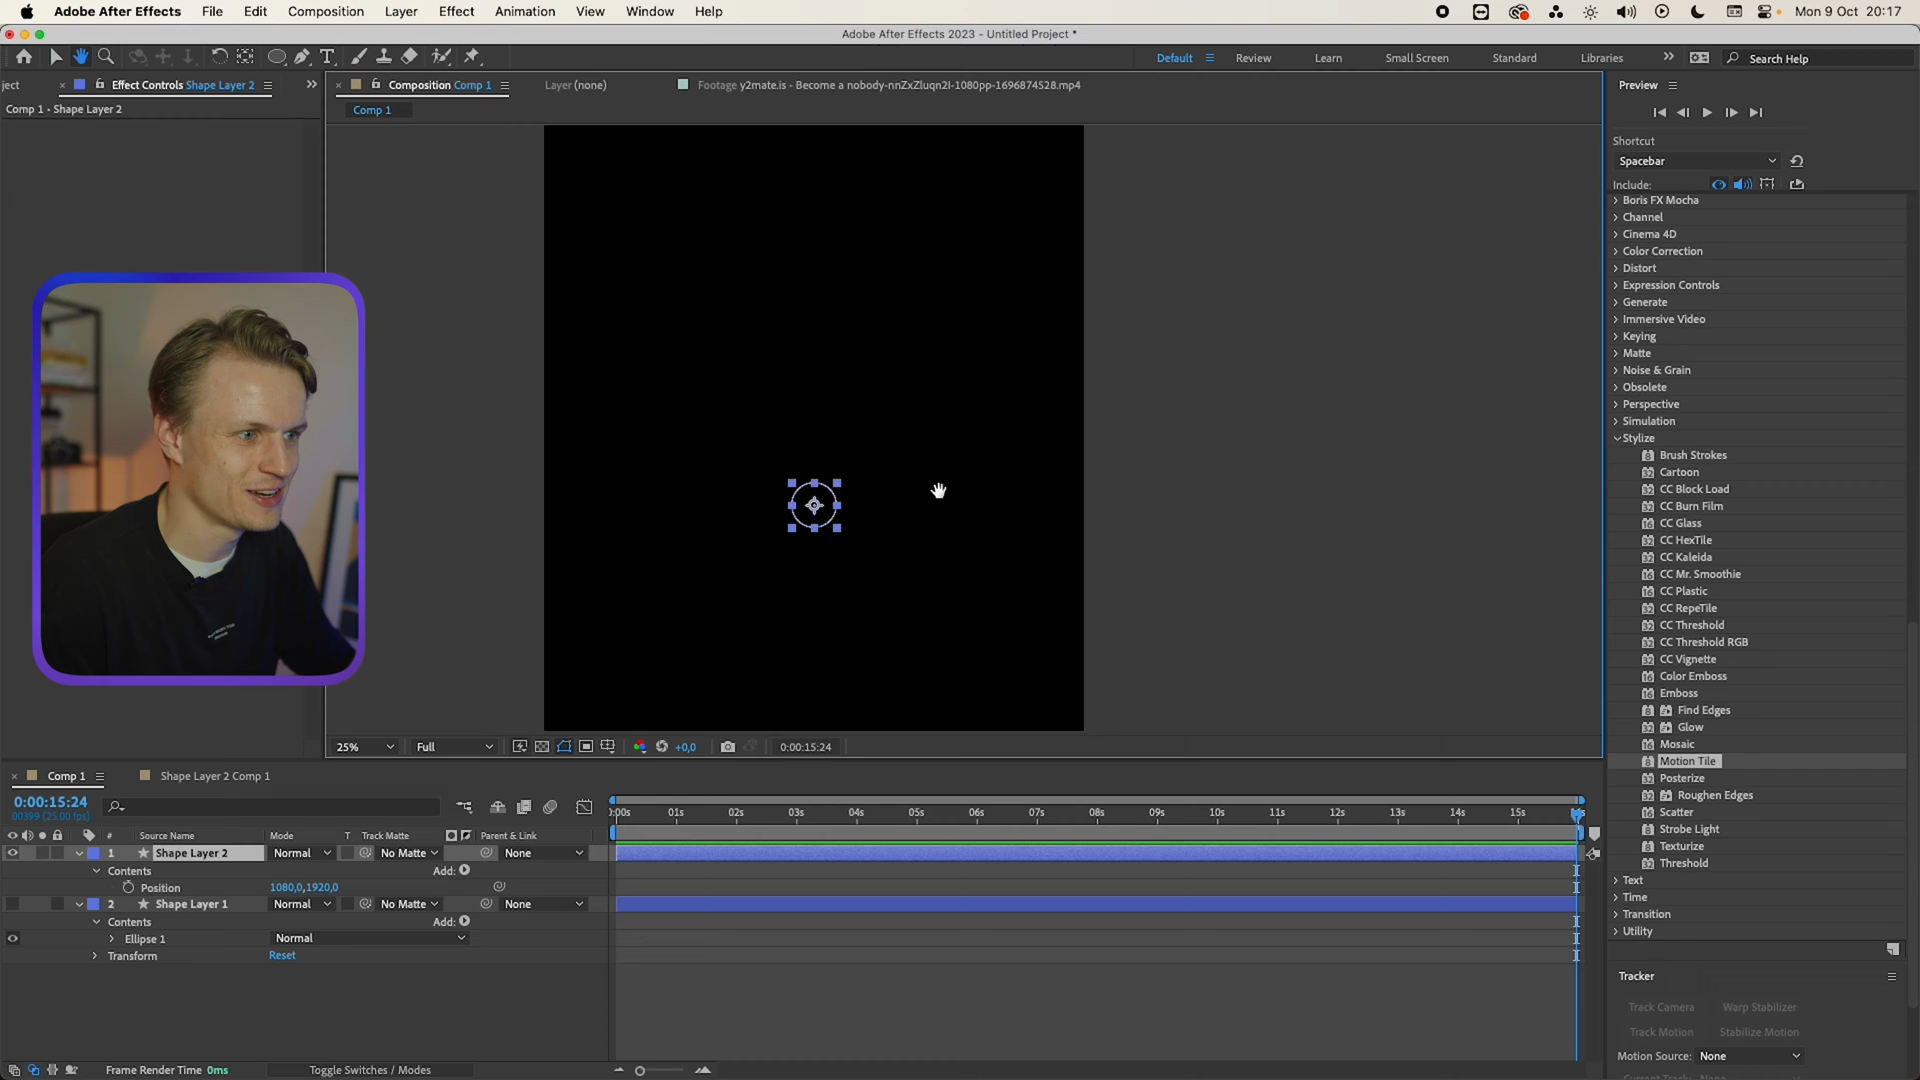 Adobe After Effects File Edit Composition Layer Effect Animation View Window Help Mon 9 Oct 20:17
Adobe After Effects 2023 - Untitled Project *
Default Review Learn Small Screen Standard Libraries Search Help
ject Effect Controls Shape Layer 2 Composition Comp 1 Layer (none) Footage y2mate.is - Become a nobody-nnZxZluqn2I-1080pp-1696874528.mp4 Preview
Comp 1 - Shape Layer 2
Comp 1
Shortcut
Spacebar
Include:
Boris FX Mocha
Channel
Cinema 4D
Color Correction
Distort
Expression Controls
Generate
Immersive Video
Keying
Matte
Noise & Grain
Obsolete
Perspective
Simulation
Stylize
Brush Strokes
Cartoon
CC Block Load
CC Burn Film
CC Glass
CC HexTile
CC Kaleida
CC Mr. Smoothie
CC Plastic
CC RepeTile
CC Threshold
CC Threshold RGB
CC Vignette
Color Emboss
Emboss
Find Edges
Glow
Mosaic
Motion Tile
Posterize
Roughen Edges
Scatter
Strobe Light
Texturize
Threshold
Text
Time
Transition
Utility
Tracker
Track Camera Warp Stabilizer
Track Motion Stabilize Motion
Motion Source: None
25% Full +0,0 0:00:15:24
Comp 1 Shape Layer 2 Comp 1
0:00:15:24
00399 (25.00 fps)
:00s 01s 02s 03s 04s 05s 06s 07s 08s 09s 10s 11s 12s 13s 14s 15s
# Source Name Mode T Track Matte Parent & Link
1 Shape Layer 2 Normal No Matte None
Contents Add:
Position 1080,0,1920,0
2 Shape Layer 1 Normal No Matte None
Contents Add:
Ellipse 1 Normal
Transform Reset
Frame Render Time 0ms Toggle Switches / Modes